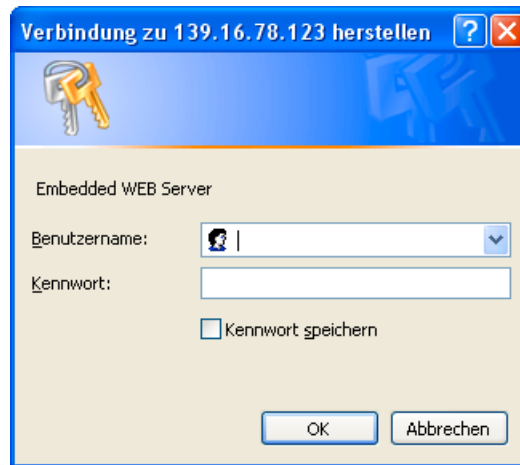 Verbindung zu 139.16.78.123 herstellen
Embedded WEB Server
Benutzername:
Kennwort:
Kennwort speichern
OK Abbrechen